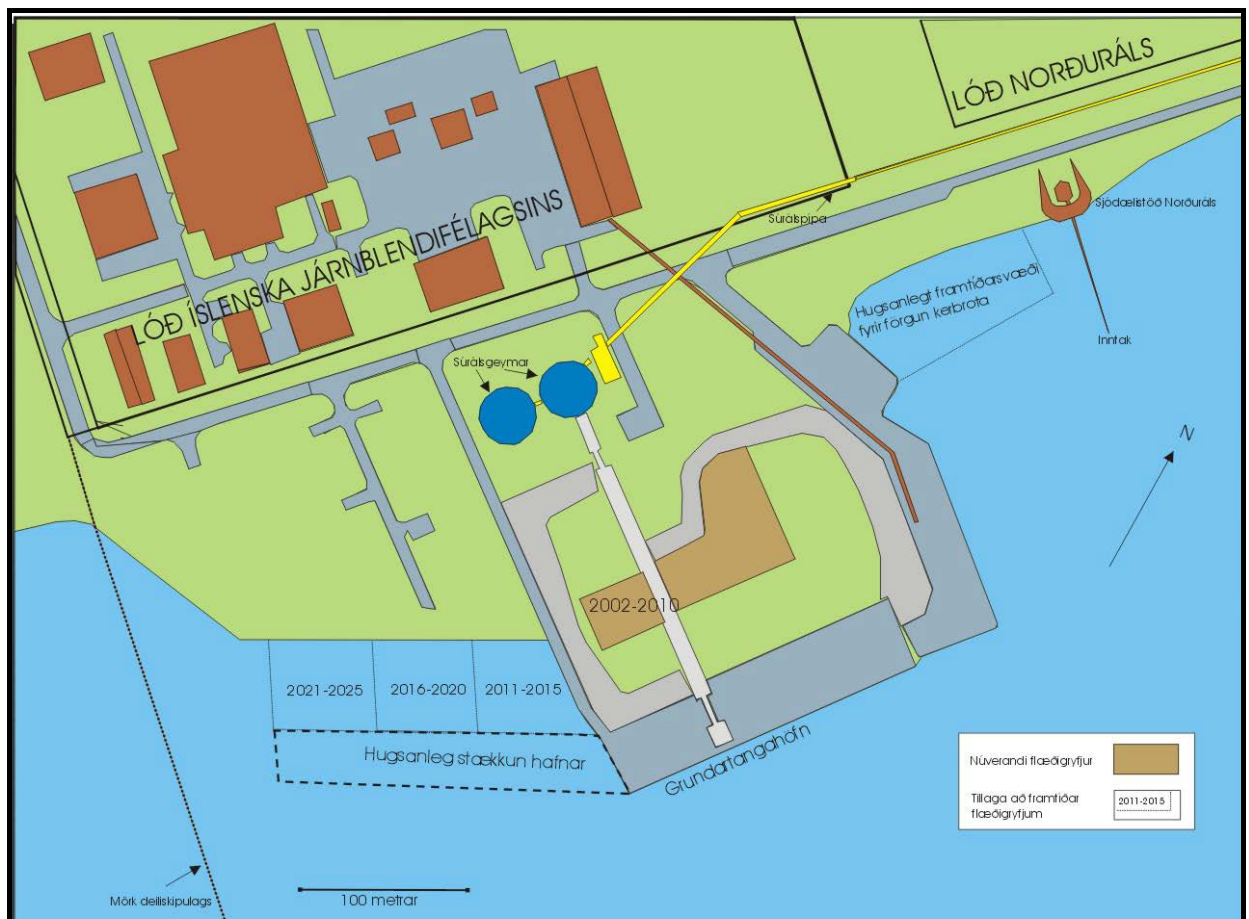 LÓÐ NORÐURÁLS
LÓÐ ÍSLENSKA JÁRNBLENDIFÉLAGSINS
Súrálspípa
Sjódælistöð Norðuráls
Hugsanlegt framtíðarsvæði
fyrir förgun kerbrota
Inntak
Súrálsgeymar
N
2002-2010
2021-2025
2016-2020
2011-2015
Hugsanleg stækkun hafnar
Grundartangahöfn
Núverandi flæðigryfjur
Tillaga að framtíðar
flæðigryfjum
2011-2015
Mörk deiliskipulags
100 metrar